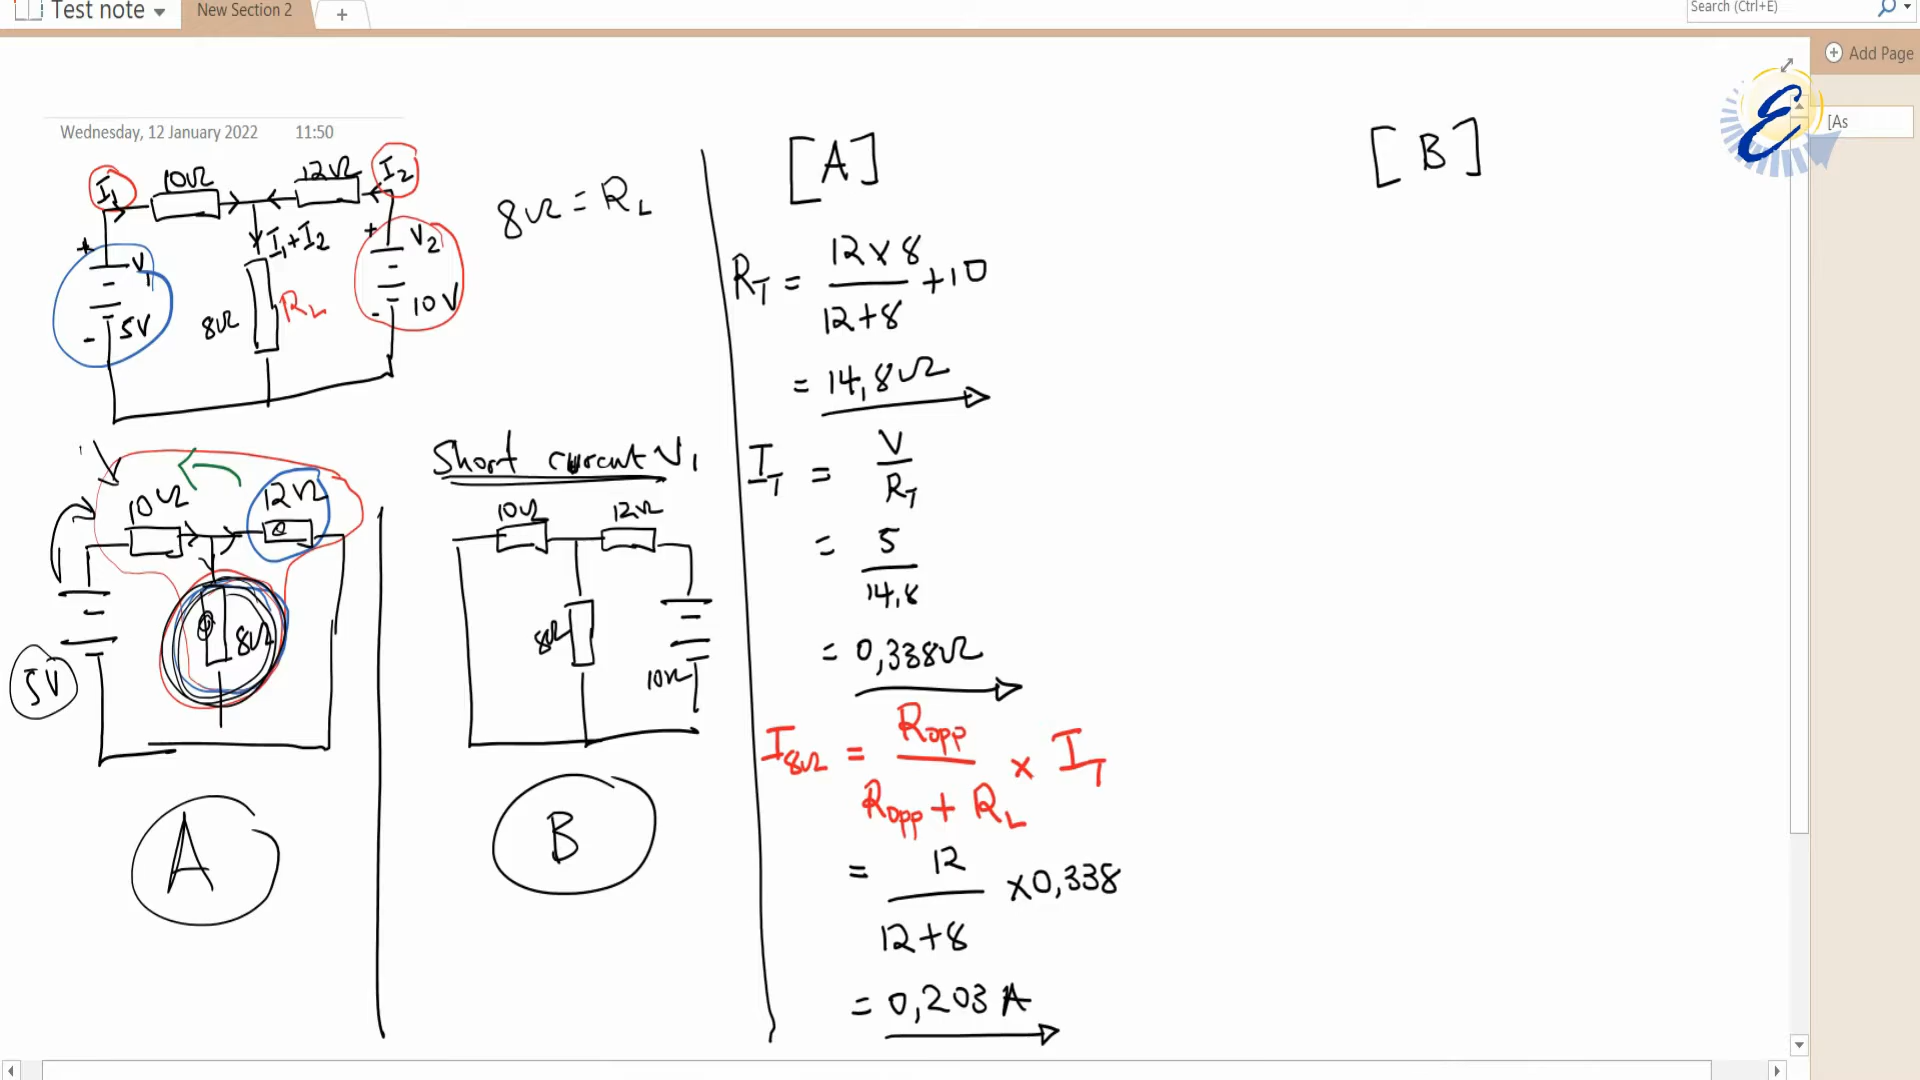 Test note
New Section 2
+
Search (Ctrl+E)
Add Page
[As
Wednesday, 12 January 2022 11:50
I1
10Ω
12Ω
I2
+
V1
5V
-
I1+I2
8Ω
RL
+
V2
10V
-
8Ω = RL
10Ω
12Ω
8Ω
5V
A
Short current V1
10Ω
12Ω
8Ω
10Ω
B
[A]
RT = 12×8 / 12+8 +10
= 14,8Ω
IT = V / RT
= 5 / 14,8
= 0,338Ω
I8Ω = Ropp / Ropp + RL × IT
= 12 / 12+8 ×0,338
= 0,203 A
[B]
E